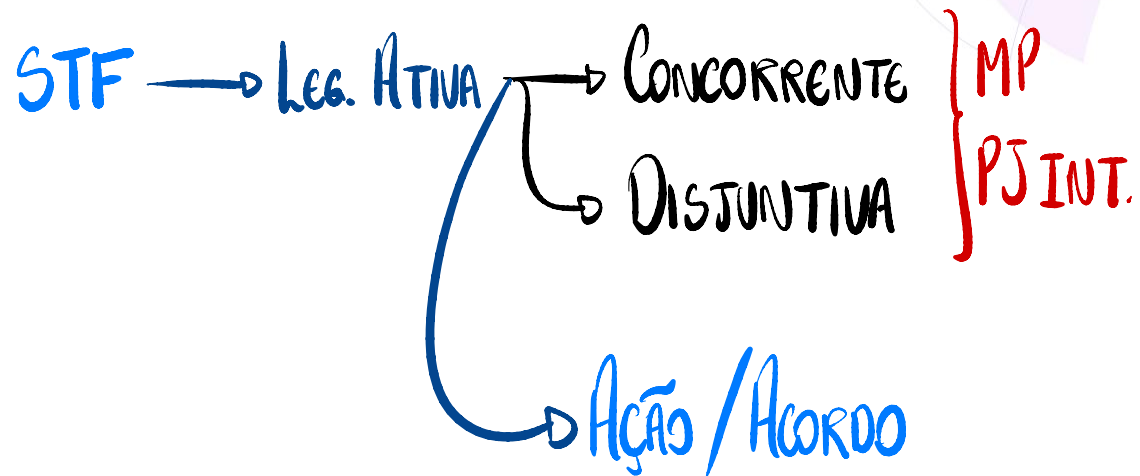 STF LEG. ATIVA CONCORRENTE MP
DISJUNTIVA PJ INT.
AÇÃO / ACORDO